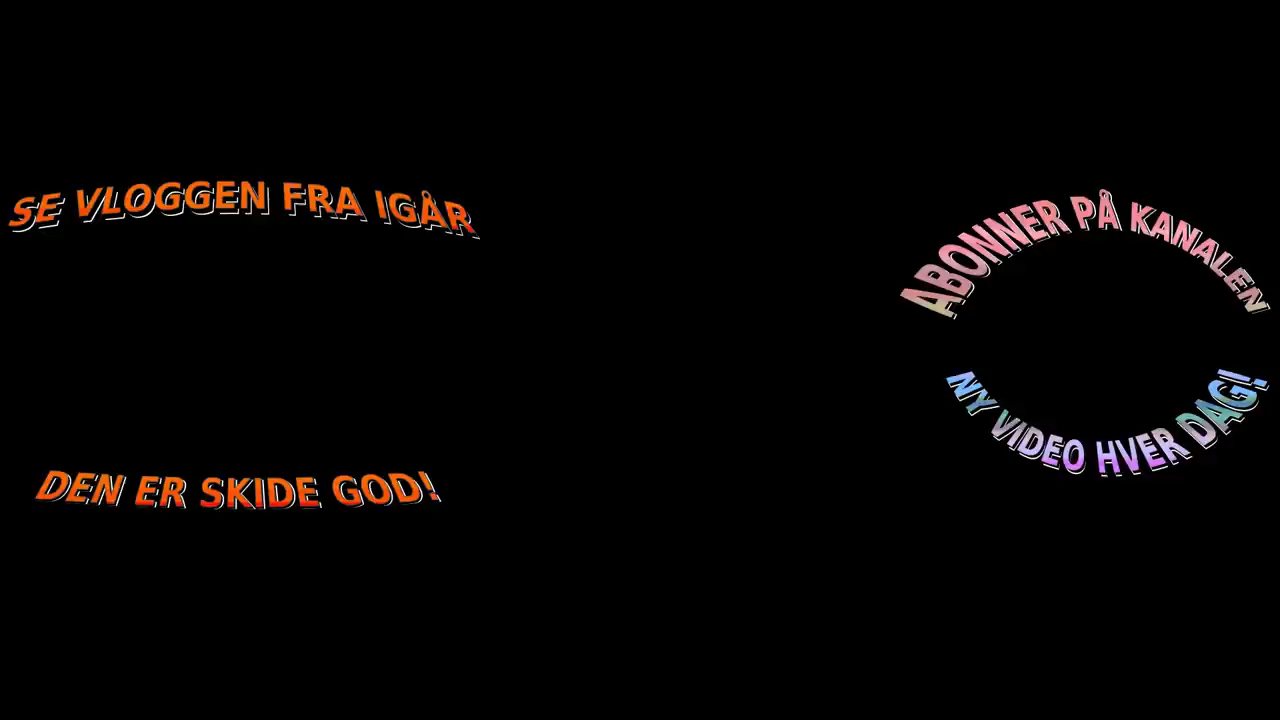 SE VLOGGEN FRA IGÅR
DEN ER SKIDE GOD!
ABONNER PÅ KANALEN
NY VIDEO HVER DAG!